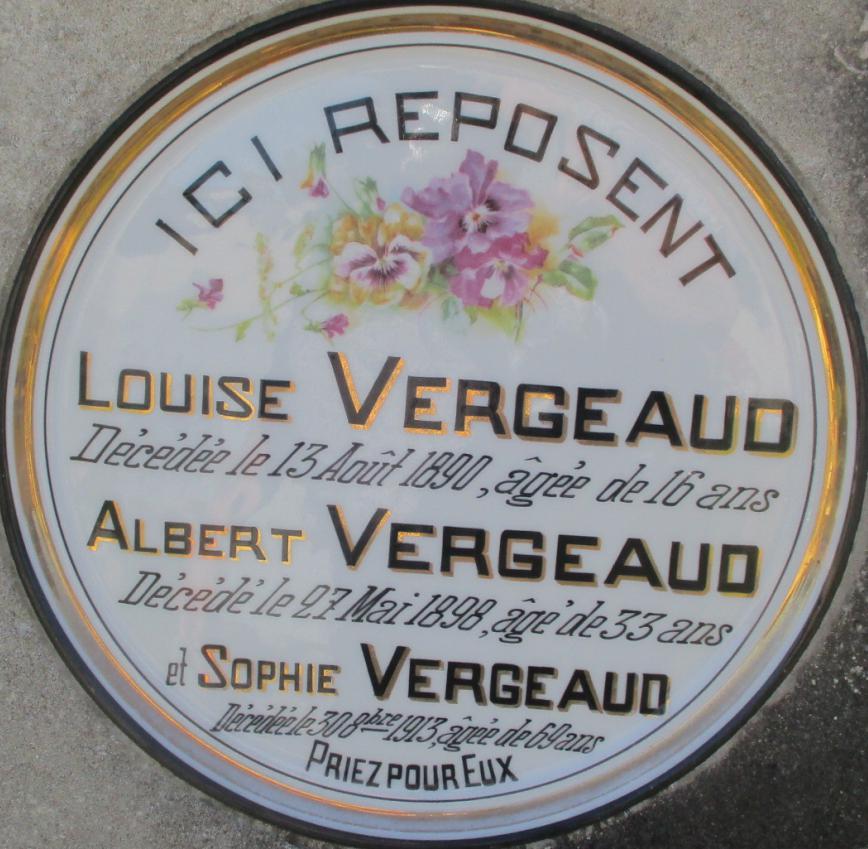 ICI REPOSENT
LOUISE VERGEAUD
Décédée le 13 Août 1890, âgée de 16 ans
ALBERT VERGEAUD
Décédé le 27 Mai 1898, âgé de 33 ans
et SOPHIE VERGEAUD
Décédée le 30 8bre 1913, âgée de 69 ans
PRIEZ POUR EUX